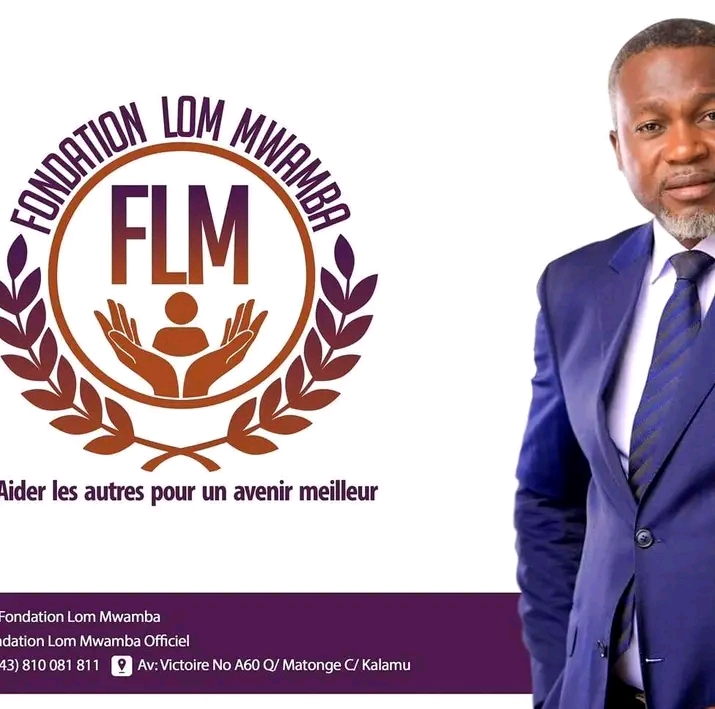 FONDATION LOM MWAMBA
FLM
Aider les autres pour un avenir meilleur
Fondation Lom Mwamba
Lom Mwamba Officiel
43) 810 081 811 Av: Victoire No A60 Q/ Matonge C/ Kalamu